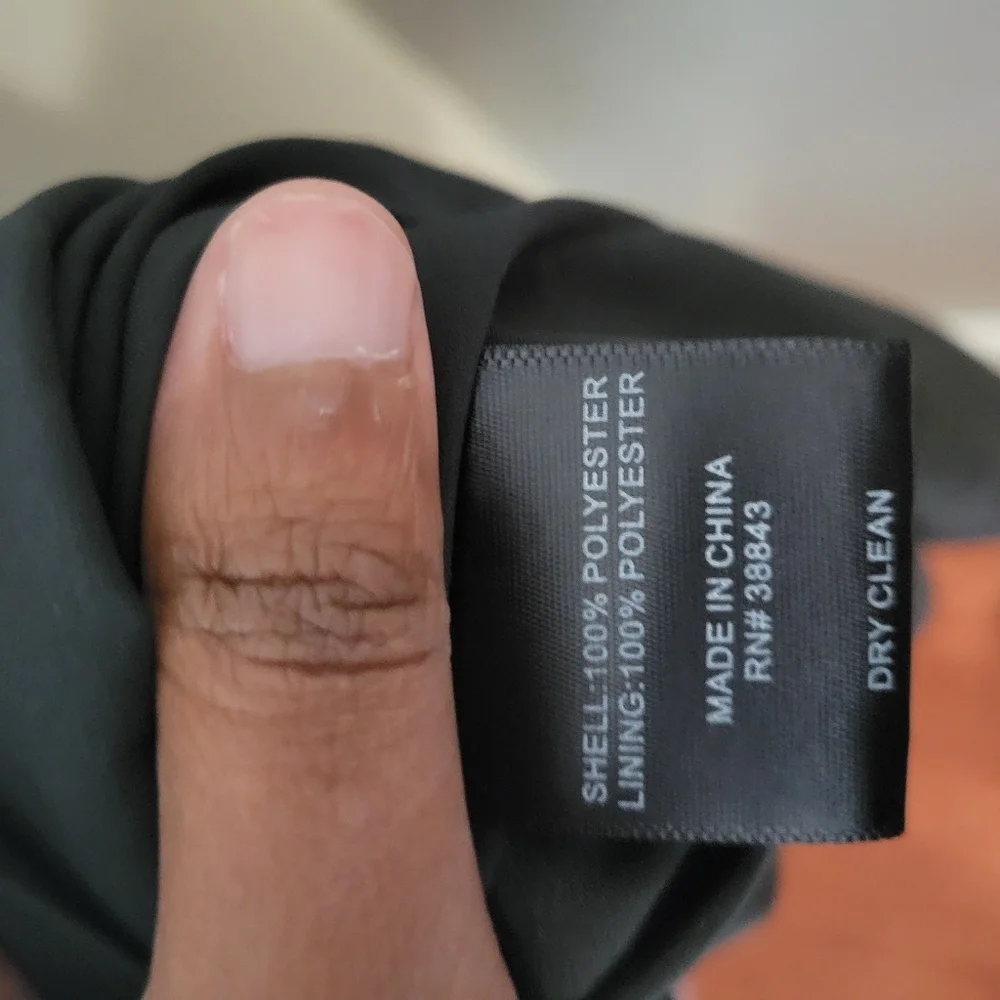 SHELL:100% POLYESTER
LINING:100% POLYESTER
MADE IN CHINA
RN# 38843
DRY CLEAN